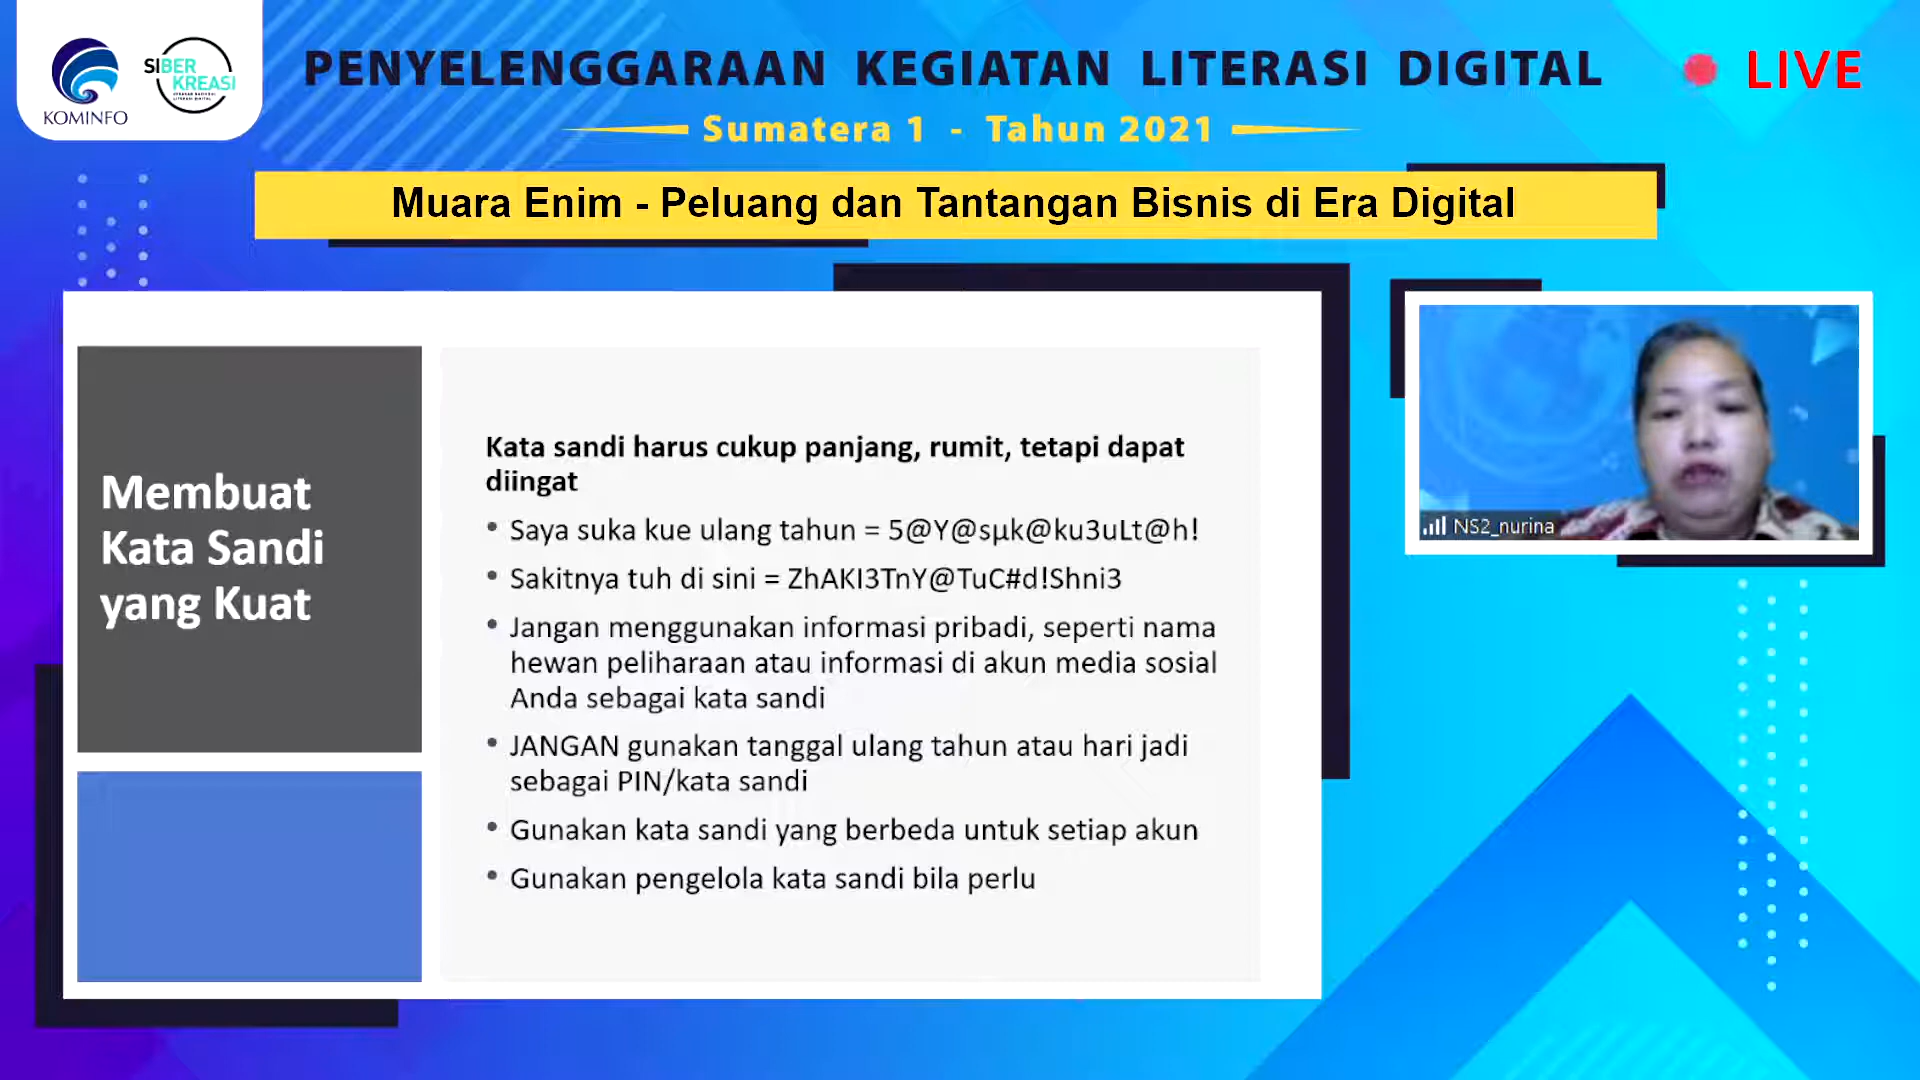 KOMINFO
SIBER
KREASI
PENYELENGGARAAN KEGIATAN LITERASI DIGITAL
LIVE
Sumatera 1 - Tahun 2021
Muara Enim - Peluang dan Tantangan Bisnis di Era Digital
Membuat
Kata Sandi
yang Kuat
Kata sandi harus cukup panjang, rumit, tetapi dapat
diingat
• Saya suka kue ulang tahun = 5@Y@sµk@ku3uLt@h!
• Sakitnya tuh di sini = ZhAKI3TnY@TuC#d!Shni3
• Jangan menggunakan informasi pribadi, seperti nama
hewan peliharaan atau informasi di akun media sosial
Anda sebagai kata sandi
• JANGAN gunakan tanggal ulang tahun atau hari jadi
sebagai PIN/kata sandi
• Gunakan kata sandi yang berbeda untuk setiap akun
• Gunakan pengelola kata sandi bila perlu
NS2_nurina